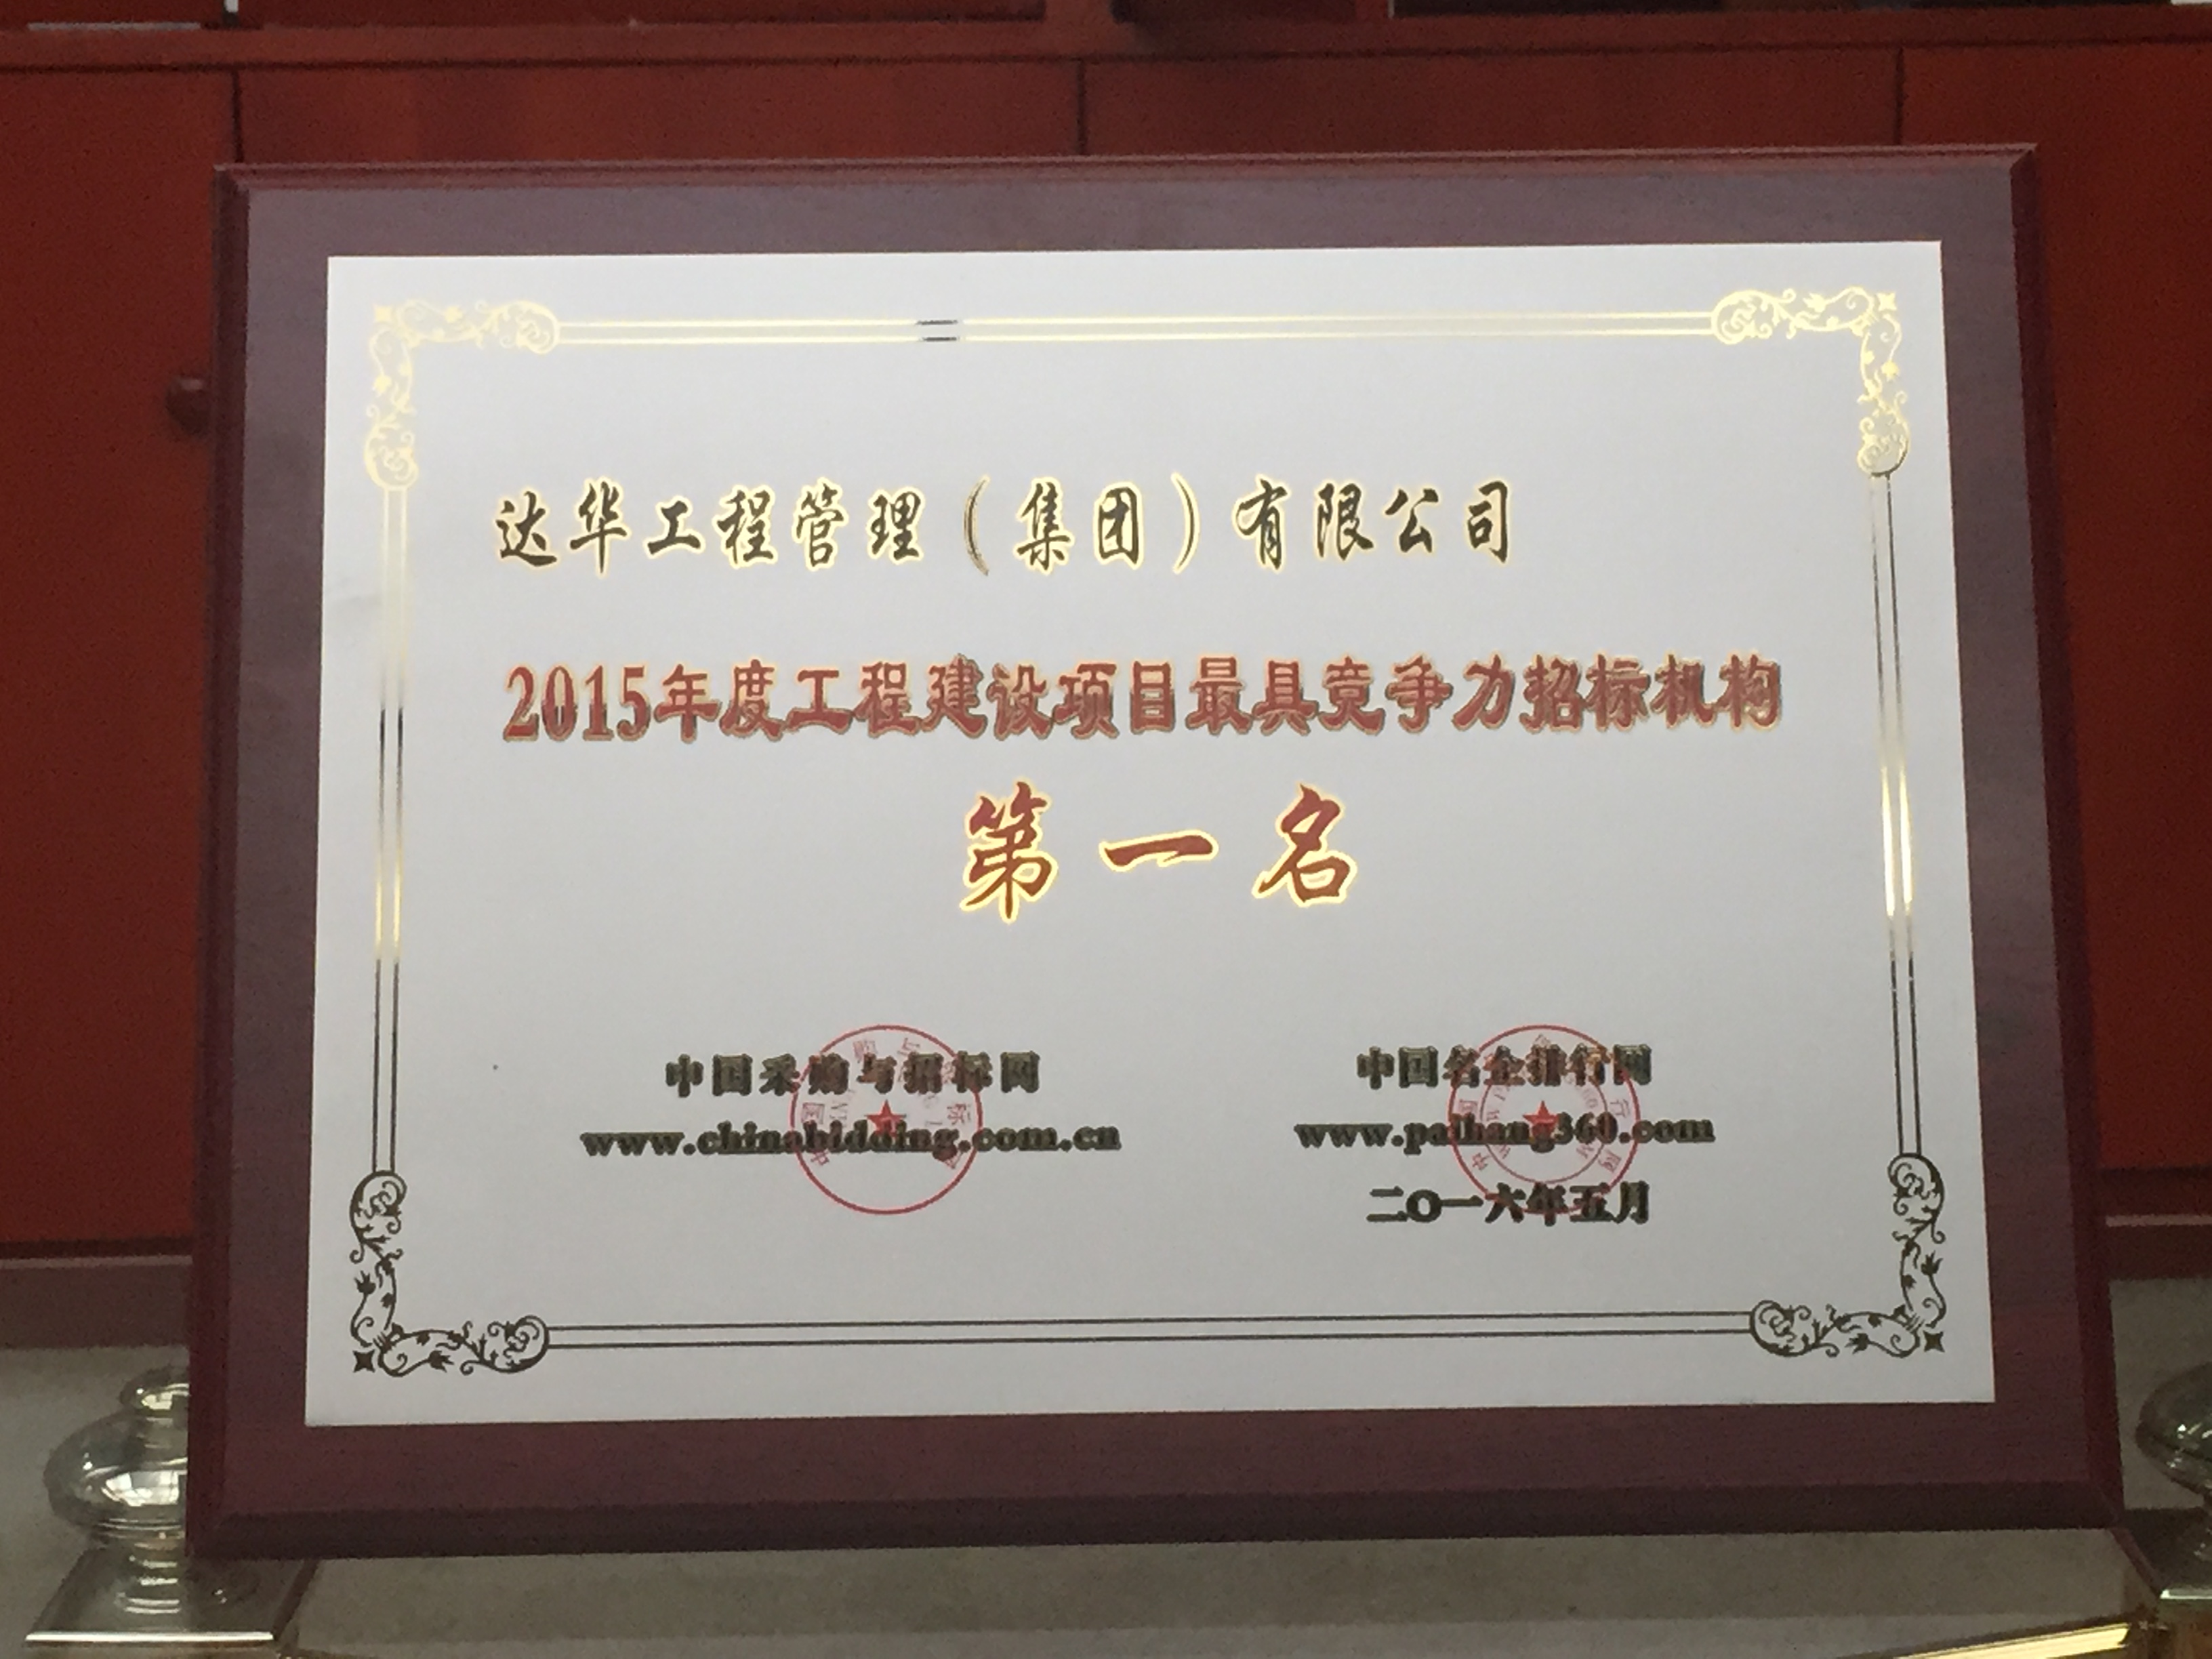 达华工程管理（集团）有限公司
2015年度工程建设项目最具竞争力招标机构
第一名
中国采购与招标网
www.chinabidding.com.cn
中国名企排行网
www.paihang360.com
二〇一六年五月